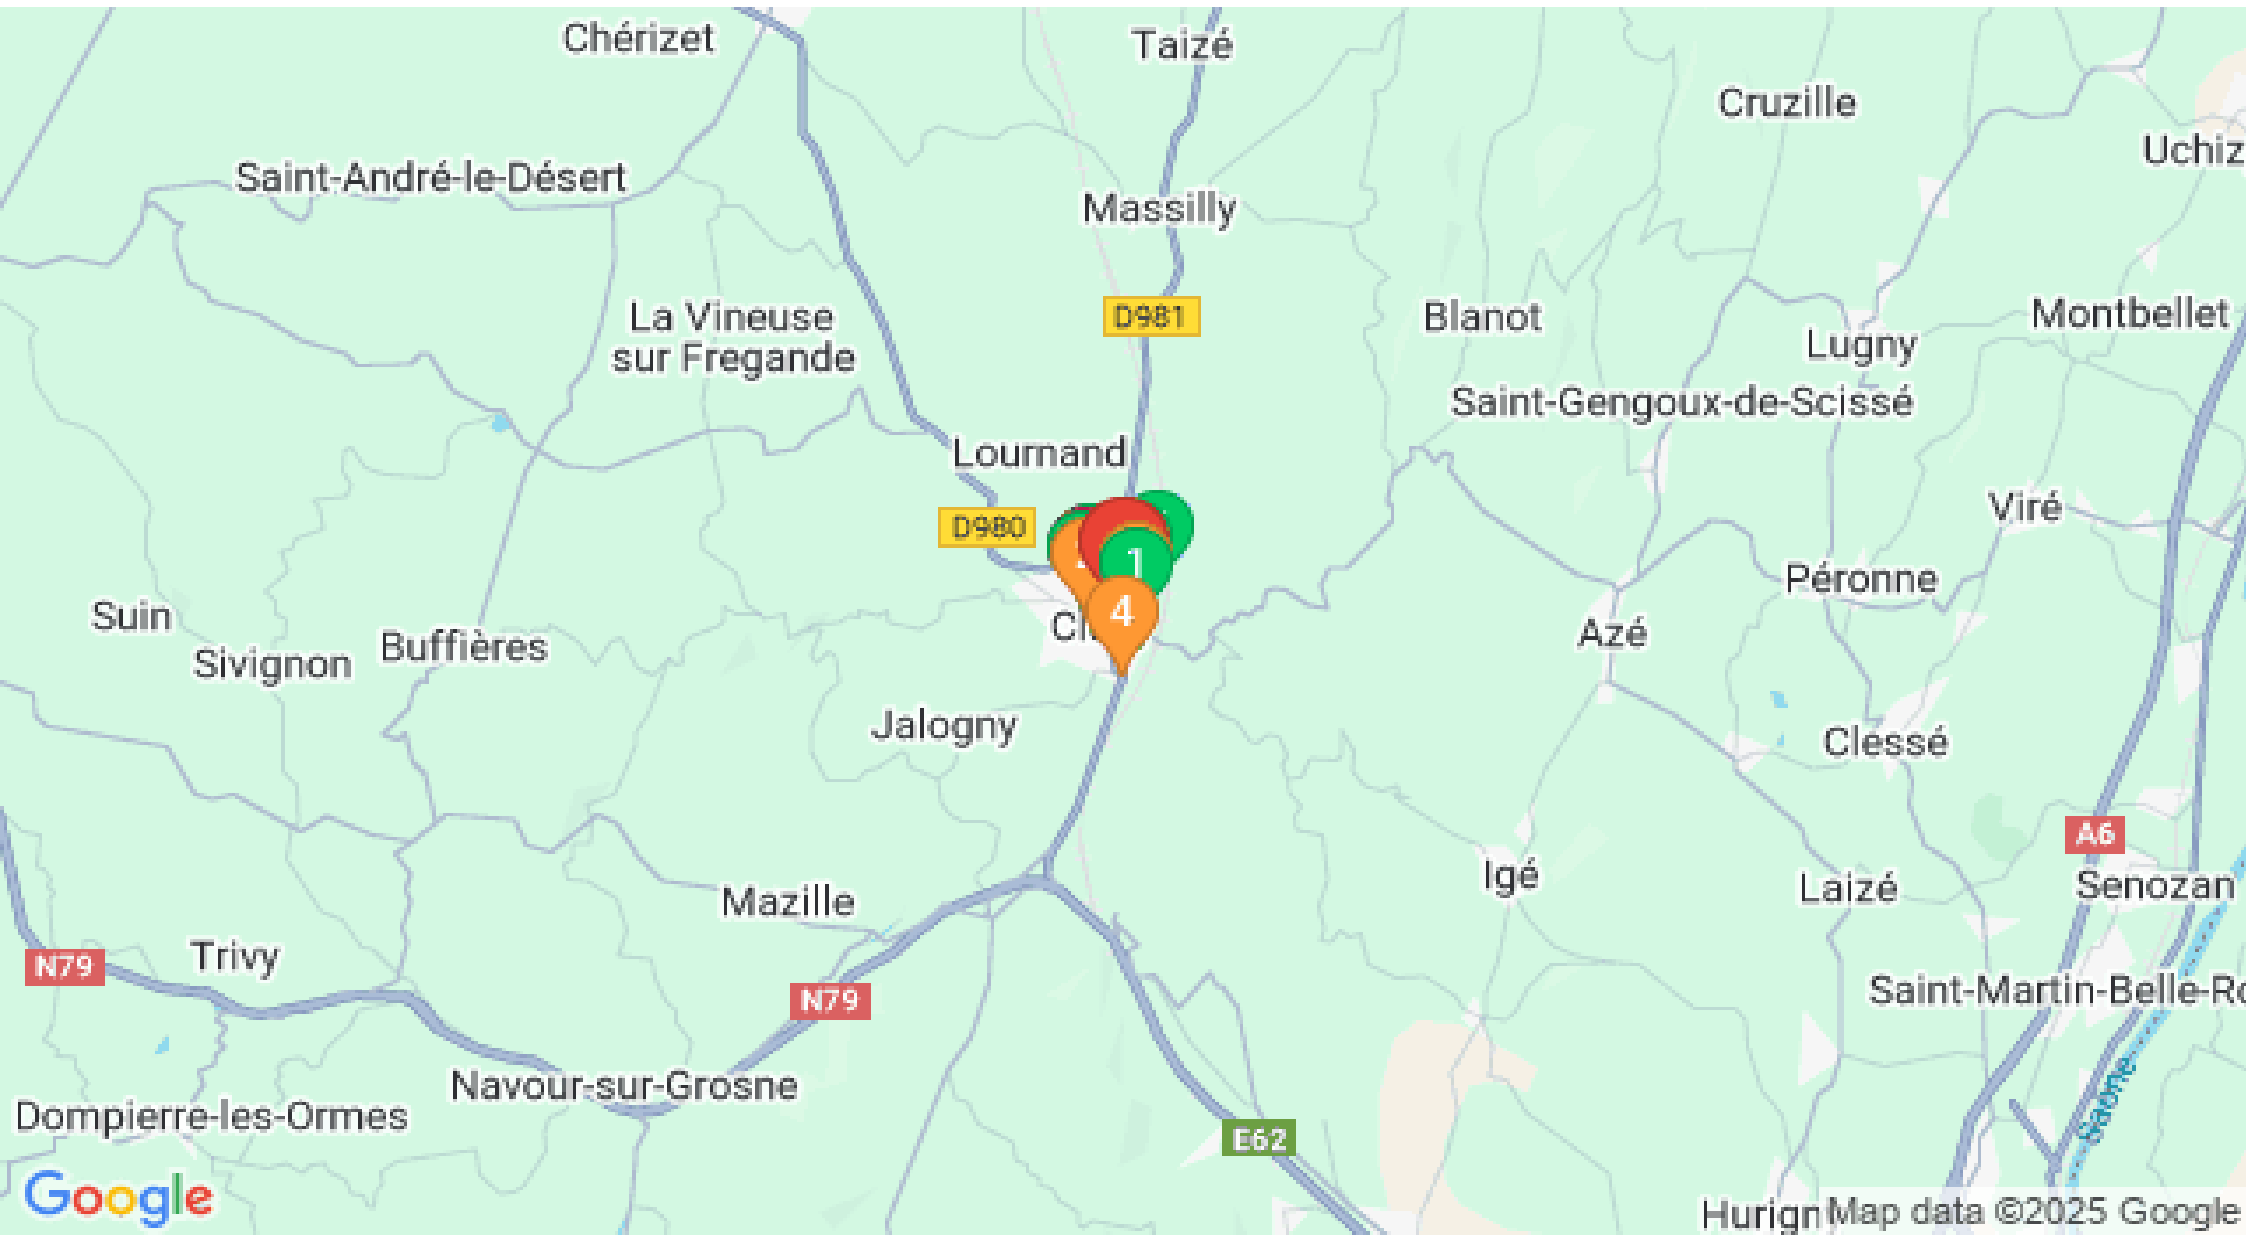 Chérizet
Taizé
Cruzille
Uchiz
Saint-André-le-Désert
Massilly
La Vineuse
sur Fregande
D981
Blanot
Montbellet
Lugny
Saint-Gengoux-de-Scissé
Lournand
D980
Viré
1
Péronne
4
Suin
Sivignon
Buffières
Azé
Jalogny
Clessé
A6
Igé
Laizé
Senozan
Mazille
Trivy
N79
N79
Saint-Martin-Belle-Ro
Navour-sur-Grosne
Dompierre-les-Ormes
Saône
E62
Google
Hurign
Map data ©2025 Google